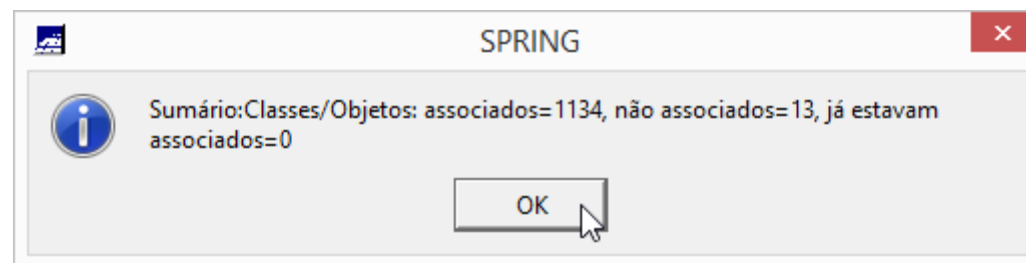 SPRING
Sumário:Classes/Objetos: associados=1134, não associados=13, já estavam
associados=0
OK